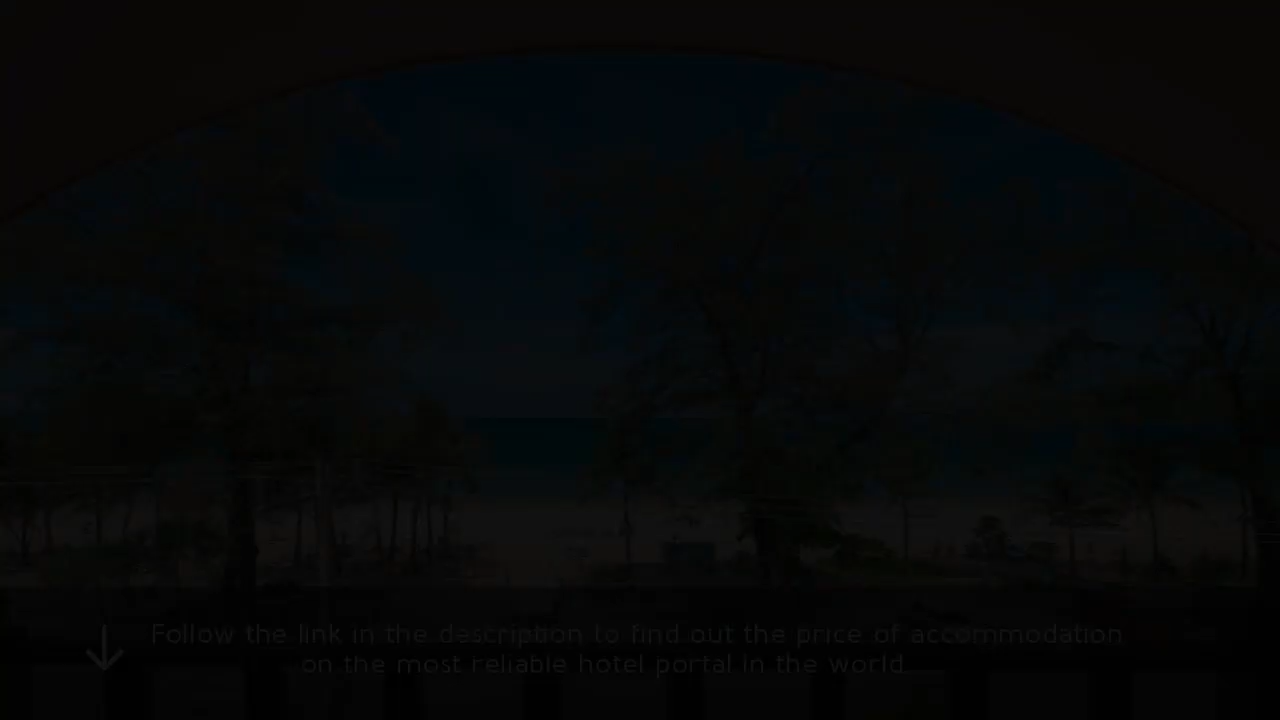 Follow the link in the description to find out the price of accommodation
on the most reliable hotel portal in the world